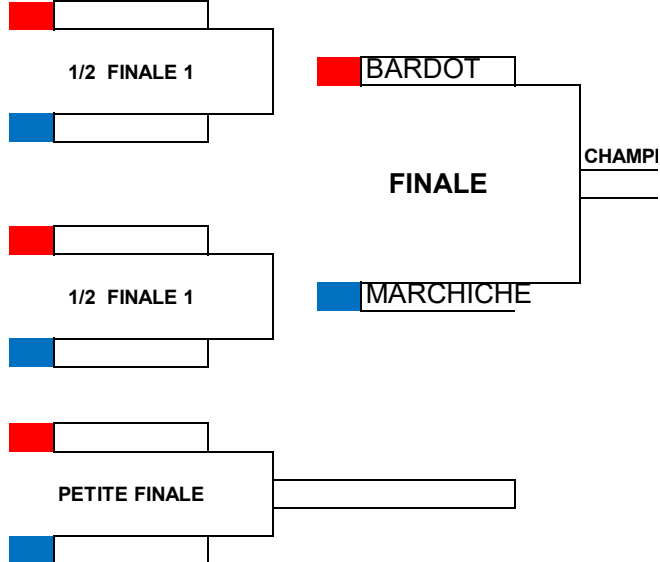 1/2 FINALE 1
BARDOT
CHAMPI
FINALE
1/2 FINALE 1
MARCHICHE
PETITE FINALE